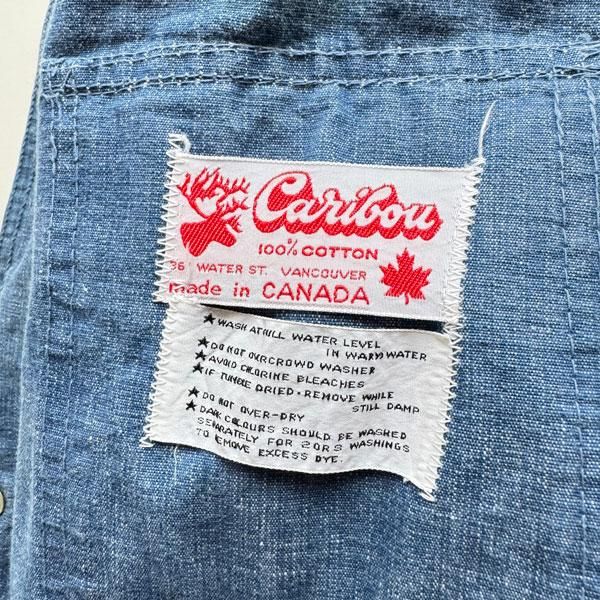 Caribou
100% COTTON
36 WATER ST. VANCOUVER
made in CANADA
★ WASH AT FULL WATER LEVEL
IN WARM WATER
★ DO NOT OVERCROWD WASHER
★ AVOID CHLORINE BLEACHES
★ IF TUMBLE DRIED - REMOVE WHILE
STILL DAMP
★ DO NOT OVER-DRY
★ DARK COLOURS SHOULD BE WASHED
SEPARATELY FOR 2 OR 3 WASHINGS
TO REMOVE EXCESS DYE.